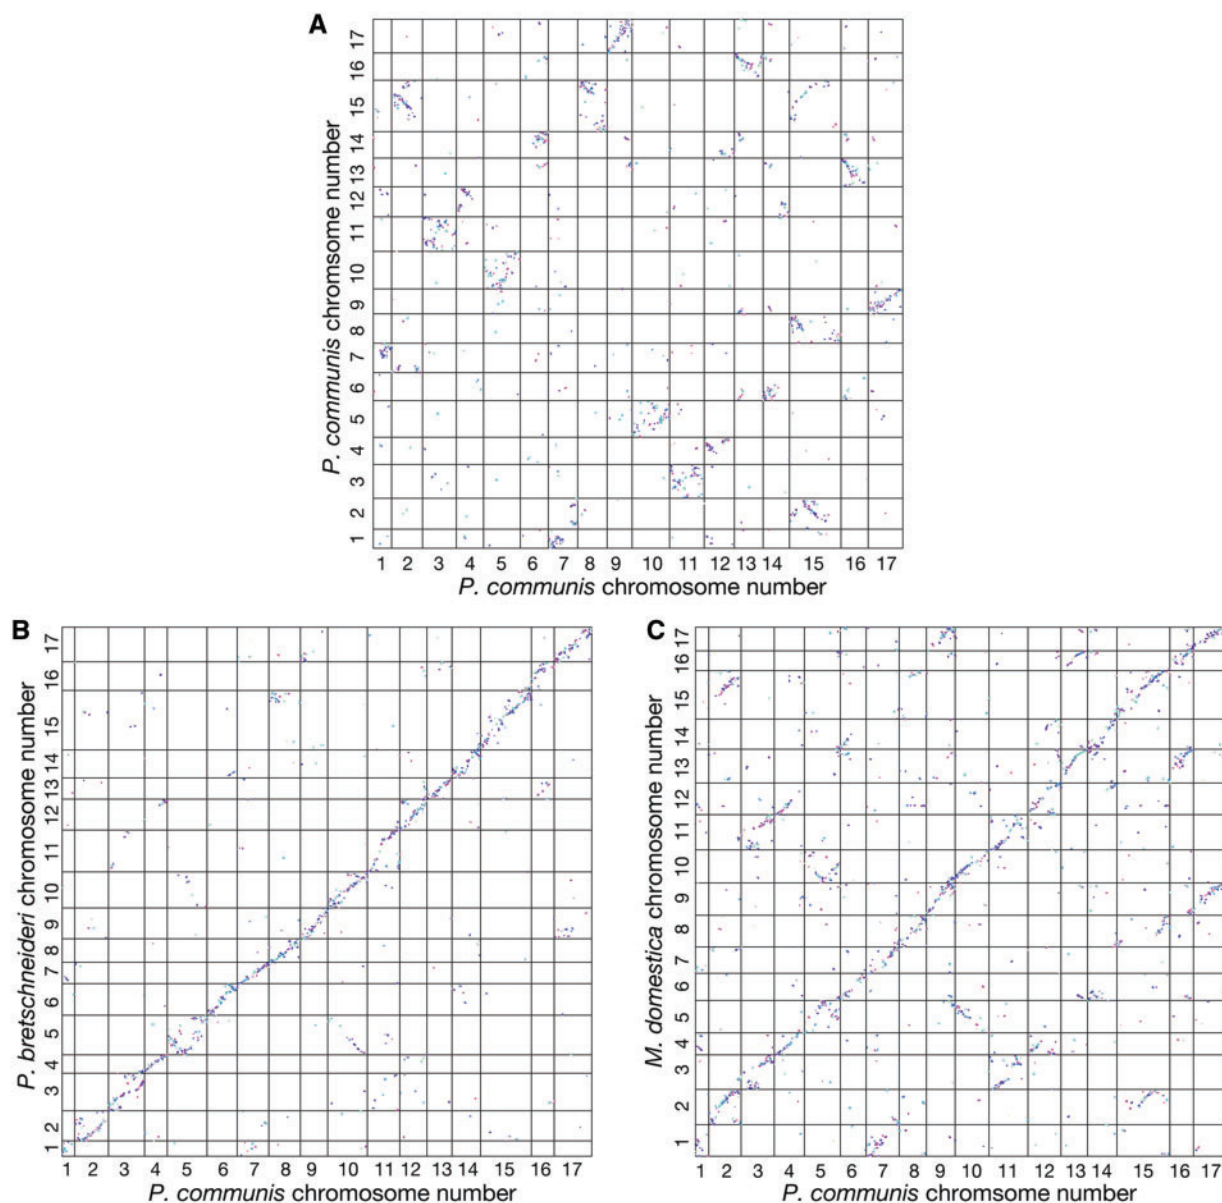 A
P. communis chromsome number
1 2 3 4 5 6 7 8 9 10 11 12 13 14 15 16 17
1 2 3 4 5 6 7 8 9 10 11 12 13 14 15 16 17
P. communis chromosome number
B
P. bretschneideri chromosome number
1 2 3 4 5 6 7 8 9 10 11 12 13 14 15 16 17
1 2 3 4 5 6 7 8 9 10 11 12 13 14 15 16 17
P. communis chromosome number
C
M. domestica chromosome number
1 2 3 4 5 6 7 8 9 10 11 12 13 14 15 16 17
1 2 3 4 5 6 7 8 9 10 11 12 13 14 15 16 17
P. communis chromosome number